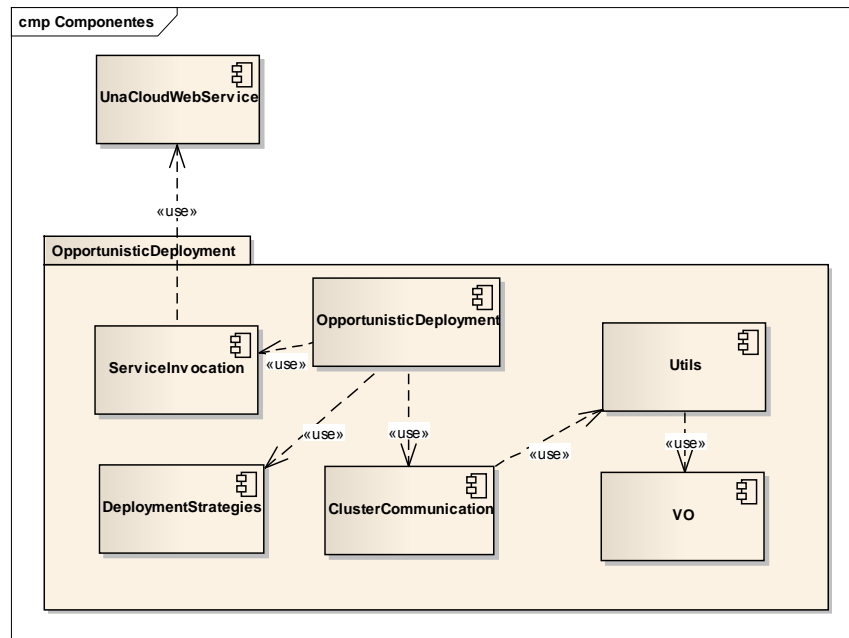 cmp Componentes
UnaCloudWebService
«use»
OpportunisticDeployment
OpportunisticDeployment
ServiceInvocation
«use»
Utils
«use»
«use»
«use»
«use»
DeploymentStrategies
ClusterCommunication
VO